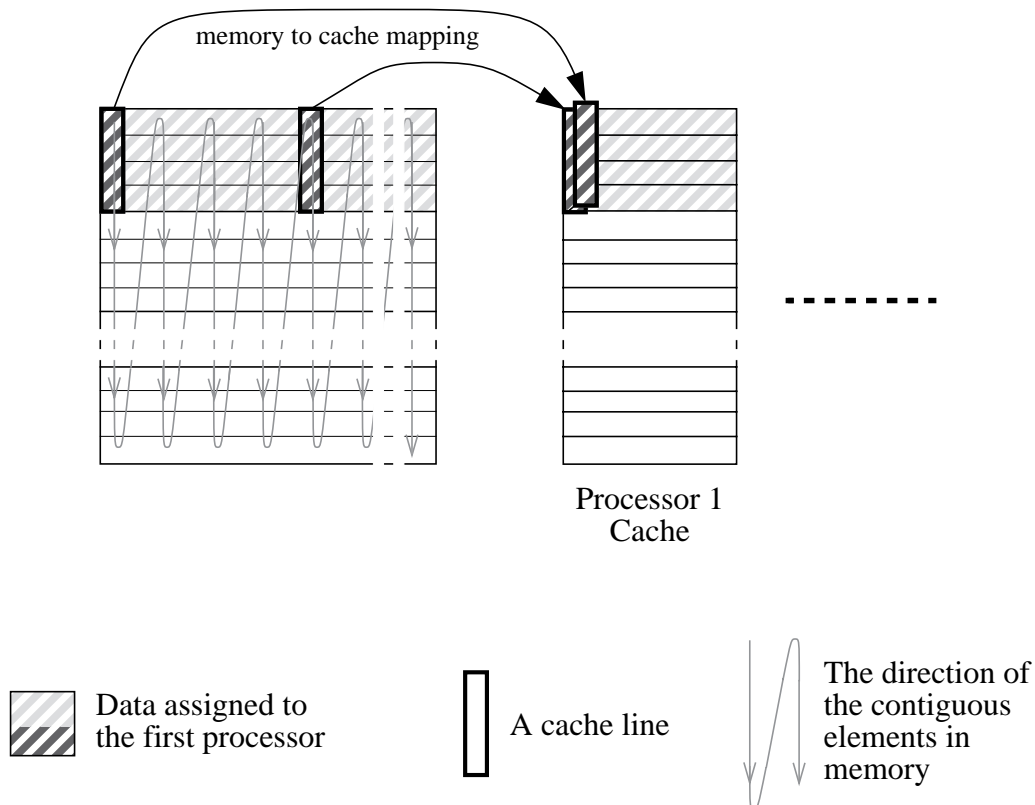 memory to cache mapping
Processor 1
Cache
Data assigned to
the first processor
A cache line
The direction of
the contiguous
elements in
memory